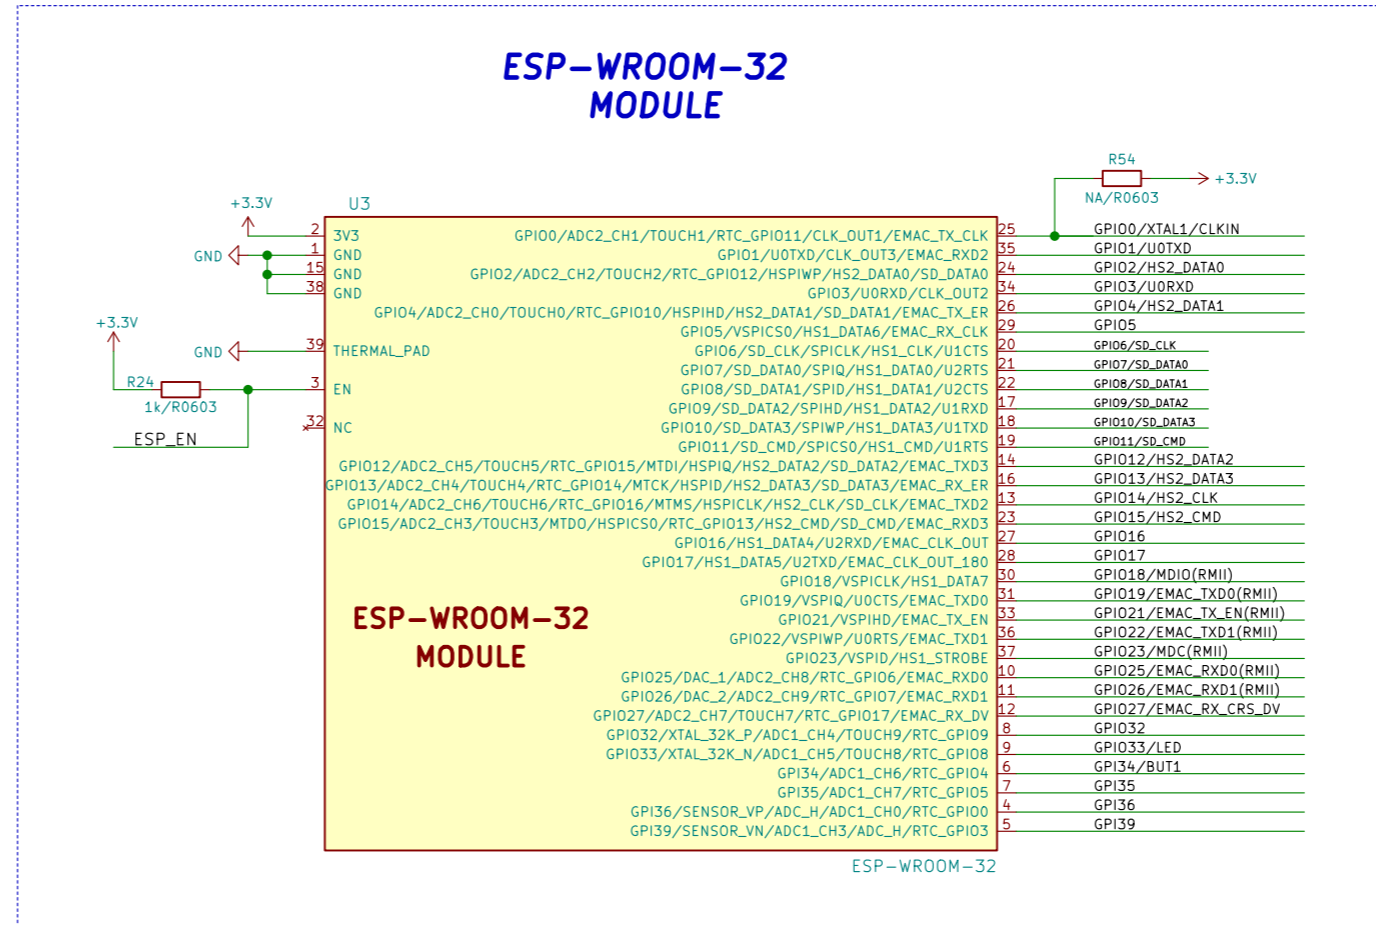 ESP-WROOM-32
MODULE
R54
+3.3V
NA/R0603
+3.3V
U3
2 3V3
GND 1 GND
15 GND
38 GND
GND 39 THERMAL_PAD
+3.3V
R24
1k/R0603
3 EN
ESP_EN
32 NC
GPIO0/ADC2_CH1/TOUCH1/RTC_GPIO11/CLK_OUT1/EMAC_TX_CLK 25 GPIO0/XTAL1/CLKIN
GPIO1/U0TXD/CLK_OUT3/EMAC_RXD2 35 GPIO1/U0TXD
GPIO2/ADC2_CH2/TOUCH2/RTC_GPIO12/HSPIWP/HS2_DATA0/SD_DATA0 24 GPIO2/HS2_DATA0
GPIO3/U0RXD/CLK_OUT2 34 GPIO3/U0RXD
GPIO4/ADC2_CH0/TOUCH0/RTC_GPIO10/HSPIHD/HS2_DATA1/SD_DATA1/EMAC_TX_ER 26 GPIO4/HS2_DATA1
GPIO5/VSPICS0/HS1_DATA6/EMAC_RX_CLK 29 GPIO5
GPIO6/SD_CLK/SPICLK/HS1_CLK/U1CTS 20 GPIO6/SD_CLK
GPIO7/SD_DATA0/SPIQ/HS1_DATA0/U2RTS 21 GPIO7/SD_DATA0
GPIO8/SD_DATA1/SPID/HS1_DATA1/U2CTS 22 GPIO8/SD_DATA1
GPIO9/SD_DATA2/SPIHD/HS1_DATA2/U1RXD 17 GPIO9/SD_DATA2
GPIO10/SD_DATA3/SPIWP/HS1_DATA3/U1TXD 18 GPIO10/SD_DATA3
GPIO11/SD_CMD/SPICS0/HS1_CMD/U1RTS 19 GPIO11/SD_CMD
GPIO12/ADC2_CH5/TOUCH5/RTC_GPIO15/MTDI/HSPIQ/HS2_DATA2/SD_DATA2/EMAC_TXD3 14 GPIO12/HS2_DATA2
GPIO13/ADC2_CH4/TOUCH4/RTC_GPIO14/MTCK/HSPID/HS2_DATA3/SD_DATA3/EMAC_RX_ER 16 GPIO13/HS2_DATA3
GPIO14/ADC2_CH6/TOUCH6/RTC_GPIO16/MTMS/HSPICLK/HS2_CLK/SD_CLK/EMAC_TXD2 13 GPIO14/HS2_CLK
GPIO15/ADC2_CH3/TOUCH3/MTDO/HSPICS0/RTC_GPIO13/HS2_CMD/SD_CMD/EMAC_RXD3 23 GPIO15/HS2_CMD
GPIO16/HS1_DATA4/U2RXD/EMAC_CLK_OUT 27 GPIO16
GPIO17/HS1_DATA5/U2TXD/EMAC_CLK_OUT_180 28 GPIO17
GPIO18/VSPICLK/HS1_DATA7 30 GPIO18/MDIO(RMII)
GPIO19/VSPIQ/U0CTS/EMAC_TXD0 31 GPIO19/EMAC_TXD0(RMII)
GPIO21/VSPIHD/EMAC_TX_EN 33 GPIO21/EMAC_TX_EN(RMII)
GPIO22/VSPIWP/U0RTS/EMAC_TXD1 36 GPIO22/EMAC_TXD1(RMII)
GPIO23/VSPID/HS1_STROBE 37 GPIO23/MDC(RMII)
GPIO25/DAC_1/ADC2_CH8/RTC_GPIO6/EMAC_RXD0 10 GPIO25/EMAC_RXD0(RMII)
GPIO26/DAC_2/ADC2_CH9/RTC_GPIO7/EMAC_RXD1 11 GPIO26/EMAC_RXD1(RMII)
GPIO27/ADC2_CH7/TOUCH7/RTC_GPIO17/EMAC_RX_DV 12 GPIO27/EMAC_RX_CRS_DV
GPIO32/XTAL_32K_P/ADC1_CH4/TOUCH9/RTC_GPIO9 8 GPIO32
GPIO33/XTAL_32K_N/ADC1_CH5/TOUCH8/RTC_GPIO8 9 GPIO33/LED
GPI34/ADC1_CH6/RTC_GPIO4 6 GPI34/BUT1
GPI35/ADC1_CH7/RTC_GPIO5 7 GPI35
GPI36/SENSOR_VP/ADC_H/ADC1_CH0/RTC_GPIO0 4 GPI36
GPI39/SENSOR_VN/ADC1_CH3/ADC_H/RTC_GPIO3 5 GPI39
ESP-WROOM-32
MODULE
ESP-WROOM-32